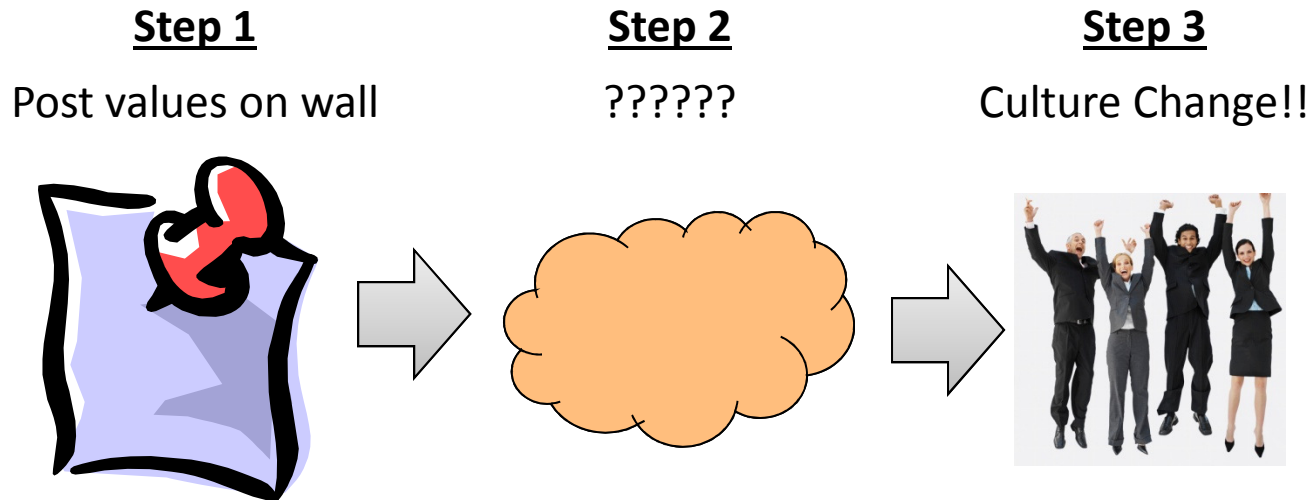 Step 1
Post values on wall
Step 2
??????
Step 3
Culture Change!!